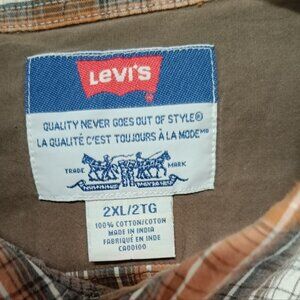 Levi's
QUALITY NEVER GOES OUT OF STYLE®
LA QUALITÉ C'EST TOUJOURS À LA MODE
TRADE MARK
2XL/2TG
100% COTTON/COTON
MADE IN INDIA
FABRIQUÉ EN INDE
CA00100